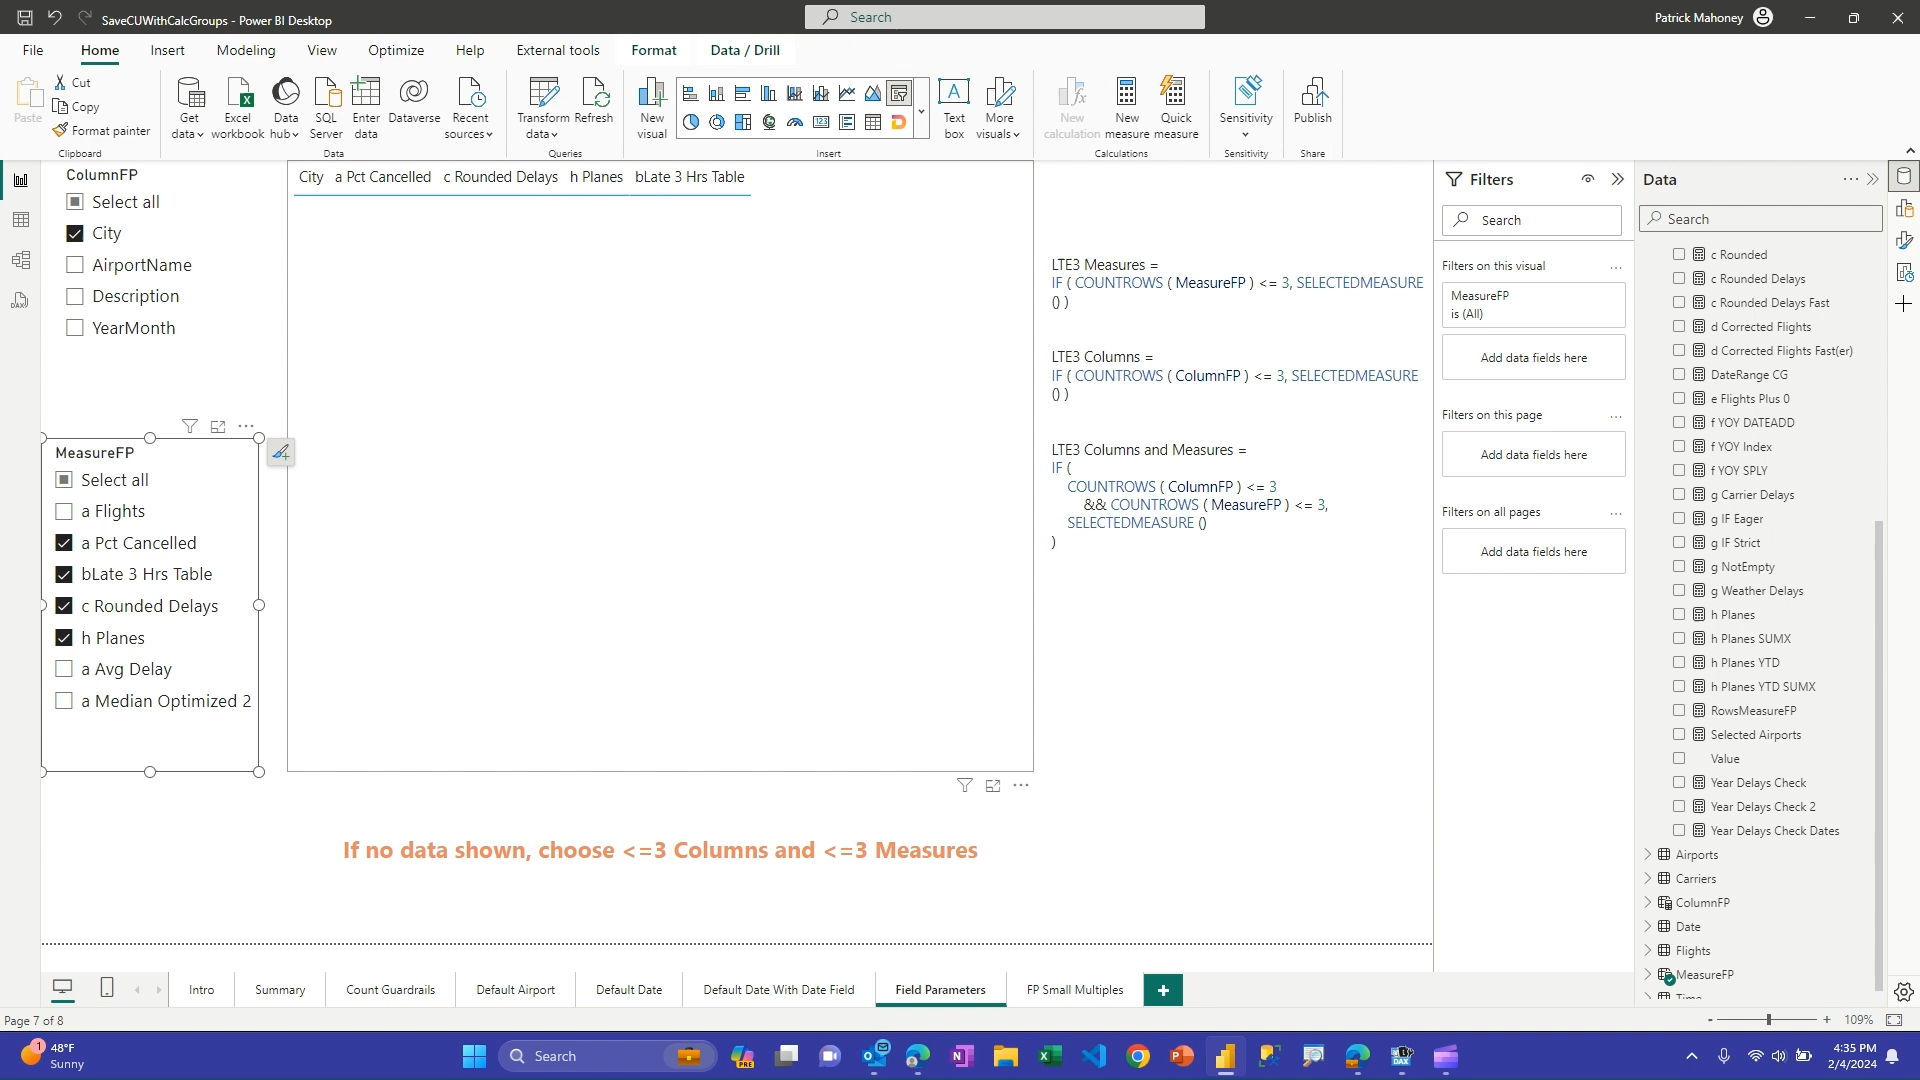 SaveCUWithCalcGroups - Power BI Desktop
Search
Patrick Mahoney
File
Home
Insert
Modeling
View
Optimize
Help
External tools
Format
Data / Drill
Paste
Cut
Copy
Format painter
Clipboard
Get data
Excel workbook
Data hub
SQL Server
Enter data
Dataverse
Recent sources
Data
Transform data
Refresh
Queries
New visual
Text box
More visuals
Insert
New calculation
New measure
Quick measure
Calculations
Sensitivity
Sensitivity
Publish
Share
ColumnFP
Select all
City
AirportName
Description
YearMonth
MeasureFP
Select all
a Flights
a Pct Cancelled
bLate 3 Hrs Table
c Rounded Delays
h Planes
a Avg Delay
a Median Optimized 2
City a Pct Cancelled c Rounded Delays h Planes bLate 3 Hrs Table
If no data shown, choose <=3 Columns and <=3 Measures
LTE3 Measures =
IF ( COUNTROWS ( MeasureFP ) <= 3, SELECTEDMEASURE
() )
LTE3 Columns =
IF ( COUNTROWS ( ColumnFP ) <= 3, SELECTEDMEASURE
() )
LTE3 Columns and Measures =
IF (
COUNTROWS ( ColumnFP ) <= 3
&& COUNTROWS ( MeasureFP ) <= 3,
SELECTEDMEASURE ()
)
Filters
Search
Filters on this visual
MeasureFP
is (All)
Add data fields here
Filters on this page
Add data fields here
Filters on all pages
Add data fields here
Data
Search
c Rounded
c Rounded Delays
c Rounded Delays Fast
d Corrected Flights
d Corrected Flights Fast(er)
DateRange CG
e Flights Plus 0
f YOY DATEADD
f YOY Index
f YOY SPLY
g Carrier Delays
g IF Eager
g IF Strict
g NotEmpty
g Weather Delays
h Planes
h Planes SUMX
h Planes YTD
h Planes YTD SUMX
RowsMeasureFP
Selected Airports
Value
Year Delays Check
Year Delays Check 2
Year Delays Check Dates
Airports
Carriers
ColumnFP
Date
Flights
MeasureFP
Time
Intro
Summary
Count Guardrails
Default Airport
Default Date
Default Date With Date Field
Field Parameters
FP Small Multiples
Page 7 of 8
109%
1
48°F
Sunny
Search
4:35 PM
2/4/2024